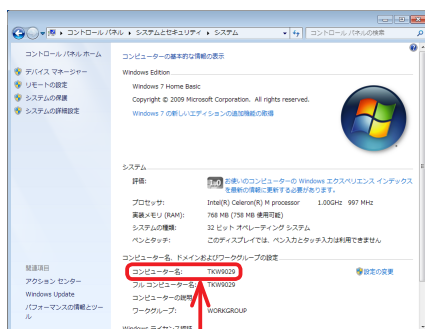 コントロール パネル ▸ システムとセキュリティ ▸ システム
コントロール パネルの検索
コントロール パネル ホーム
デバイス マネージャー
リモートの設定
システムの保護
システムの詳細設定
コンピューターの基本的な情報の表示
Windows Edition
Windows 7 Home Basic
Copyright © 2009 Microsoft Corporation. All rights reserved.
Windows 7 の新しいエディションの追加機能の取得
システム
評価: 1.0 お使いのコンピューターの Windows エクスペリエンス インデックスを最新の情報に更新する必要があります。
プロセッサ: Intel(R) Celeron(R) M processor 1.00GHz 997 MHz
実装メモリ (RAM): 768 MB (758 MB 使用可能)
システムの種類: 32 ビット オペレーティング システム
ペンとタッチ: このディスプレイでは、ペン入力とタッチ入力は利用できません
コンピューター名、ドメインおよびワークグループの設定
コンピューター名: TKW9029 設定の変更
フル コンピューター名: TKW9029
コンピューターの説明
ワークグループ: WORKGROUP
関連項目
アクション センター
Windows Update
パフォーマンスの情報とツール